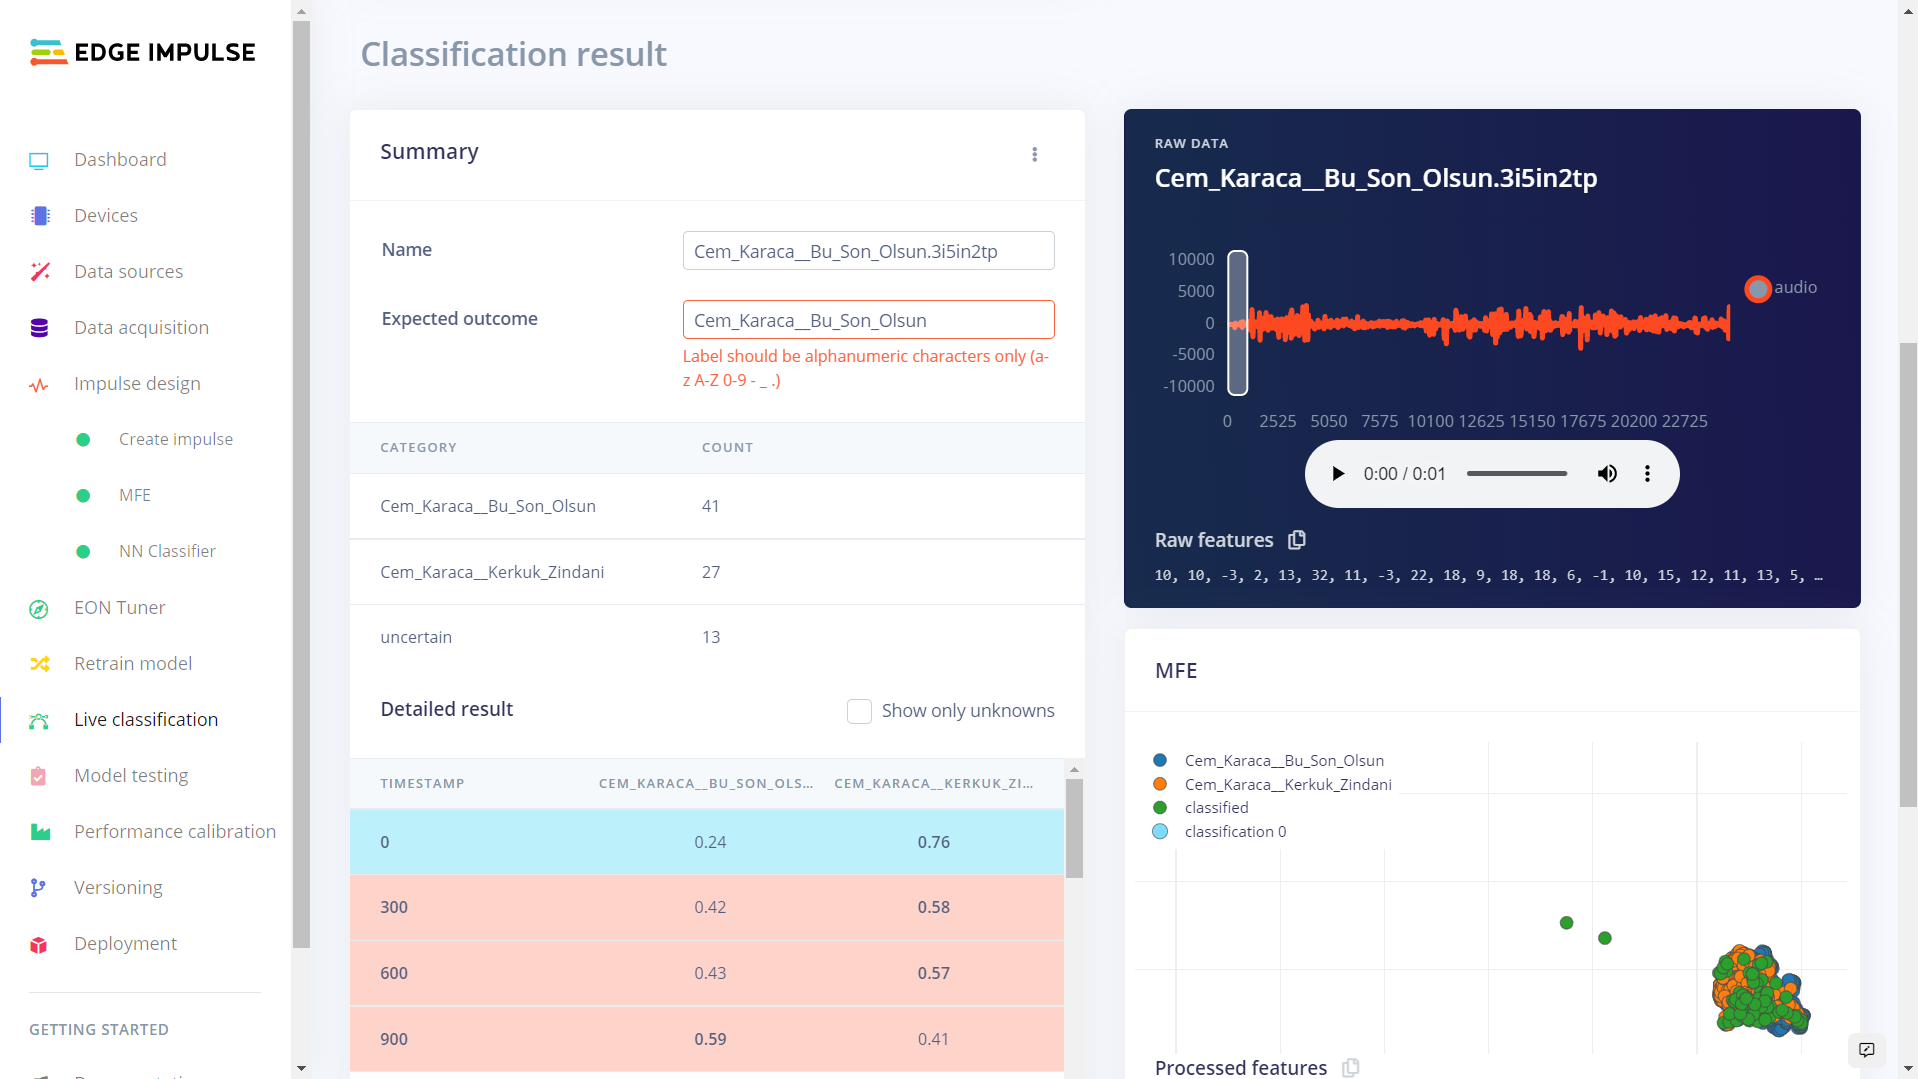 EDGE IMPULSE
Dashboard
Devices
Data sources
Data acquisition
Impulse design
Create impulse
MFE
NN Classifier
EON Tuner
Retrain model
Live classification
Model testing
Performance calibration
Versioning
Deployment
GETTING STARTED
Classification result
Summary
Name
Cem_Karaca__Bu_Son_Olsun.3i5in2tp
Expected outcome
Cem_Karaca__Bu_Son_Olsun
Label should be alphanumeric characters only (a-
z A-Z 0-9 - _ .)
CATEGORY COUNT
Cem_Karaca__Bu_Son_Olsun 41
Cem_Karaca__Kerkuk_Zindani 27
uncertain 13
Detailed result
Show only unknowns
TIMESTAMP CEM_KARACA__BU_SON_OLS... CEM_KARACA__KERKUK_ZI...
0 0.24 0.76
300 0.42 0.58
600 0.43 0.57
900 0.59 0.41
RAW DATA
Cem_Karaca__Bu_Son_Olsun.3i5in2tp
10000
5000
0
-5000
-10000
0 2525 5050 7575 10100 12625 15150 17675 20200 22725
audio
0:00 / 0:01
Raw features
10, 10, -3, 2, 13, 32, 11, -3, 22, 18, 9, 18, 18, 6, -1, 10, 15, 12, 11, 13, 5, …
MFE
Cem_Karaca__Bu_Son_Olsun
Cem_Karaca__Kerkuk_Zindani
classified
classification 0
Processed features